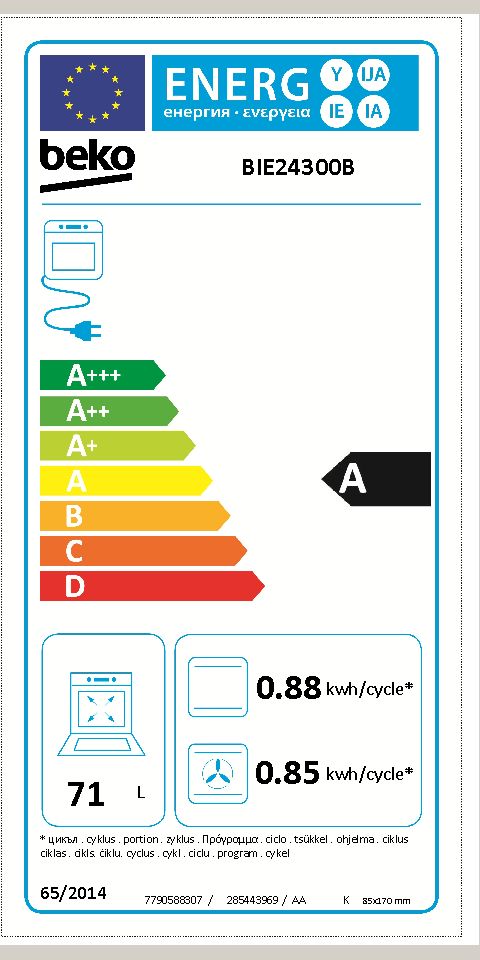 ENERG
енергия · ενεργεια
Y IJA
IE IA
beko
BIE24300B
A+++
A++
A+
A
A
B
C
D
0.88 kwh/cycle*
0.85 kwh/cycle*
71 L
* цикъл . cyklus . portion . zyklus . Πρόγραμμα . ciclo . tsükkel . ohjelma . ciklus
ciklas . cikls. ċiklu. cyclus . cykl . ciclu . program . cykel
65/2014
7790588307 / 285443969 / AA K 85x170 mm